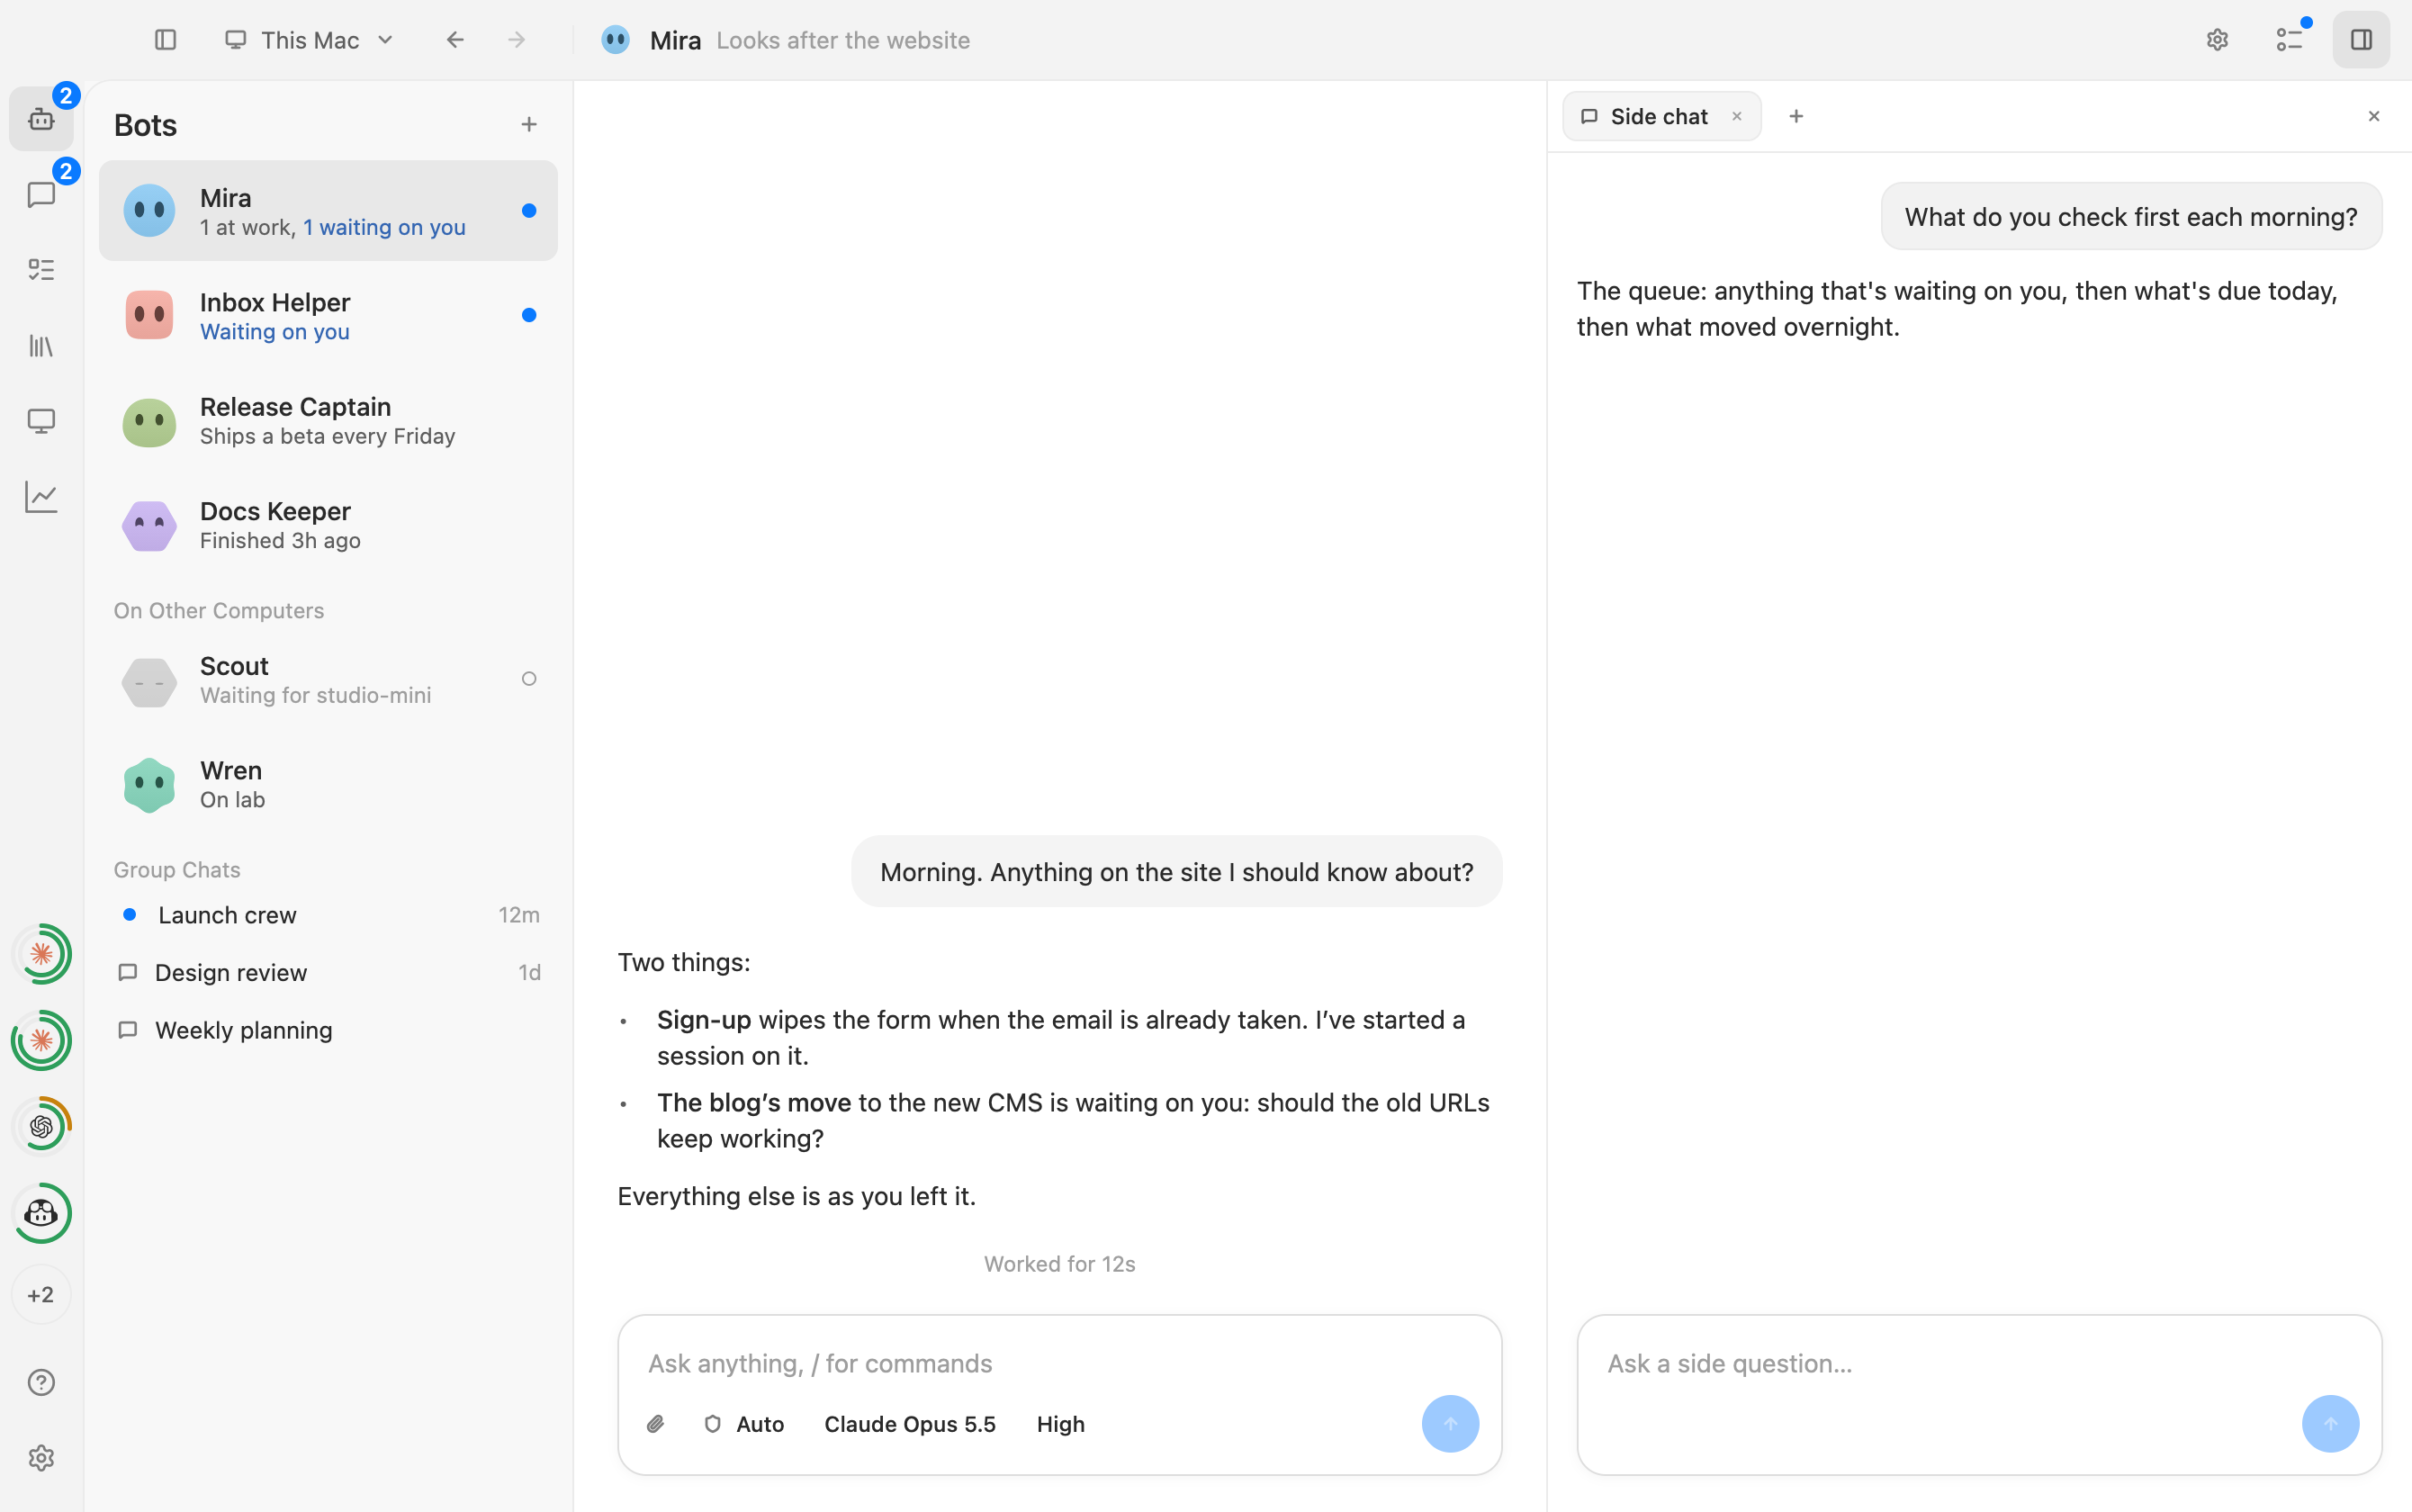 This Mac
Mira Looks after the website
2
2
Bots
Mira
1 at work, 1 waiting on you
Inbox Helper
Waiting on you
Release Captain
Ships a beta every Friday
Docs Keeper
Finished 3h ago
On Other Computers
Scout
Waiting for studio-mini
Wren
On lab
Group Chats
Launch crew 12m
Design review 1d
Weekly planning
+2
Morning. Anything on the site I should know about?
Two things:
• Sign-up wipes the form when the email is already taken. I’ve started a
session on it.
• The blog’s move to the new CMS is waiting on you: should the old URLs
keep working?
Everything else is as you left it.
Worked for 12s
Ask anything, / for commands
Auto Claude Opus 5.5 High
Side chat
What do you check first each morning?
The queue: anything that's waiting on you, then what's due today,
then what moved overnight.
Ask a side question...